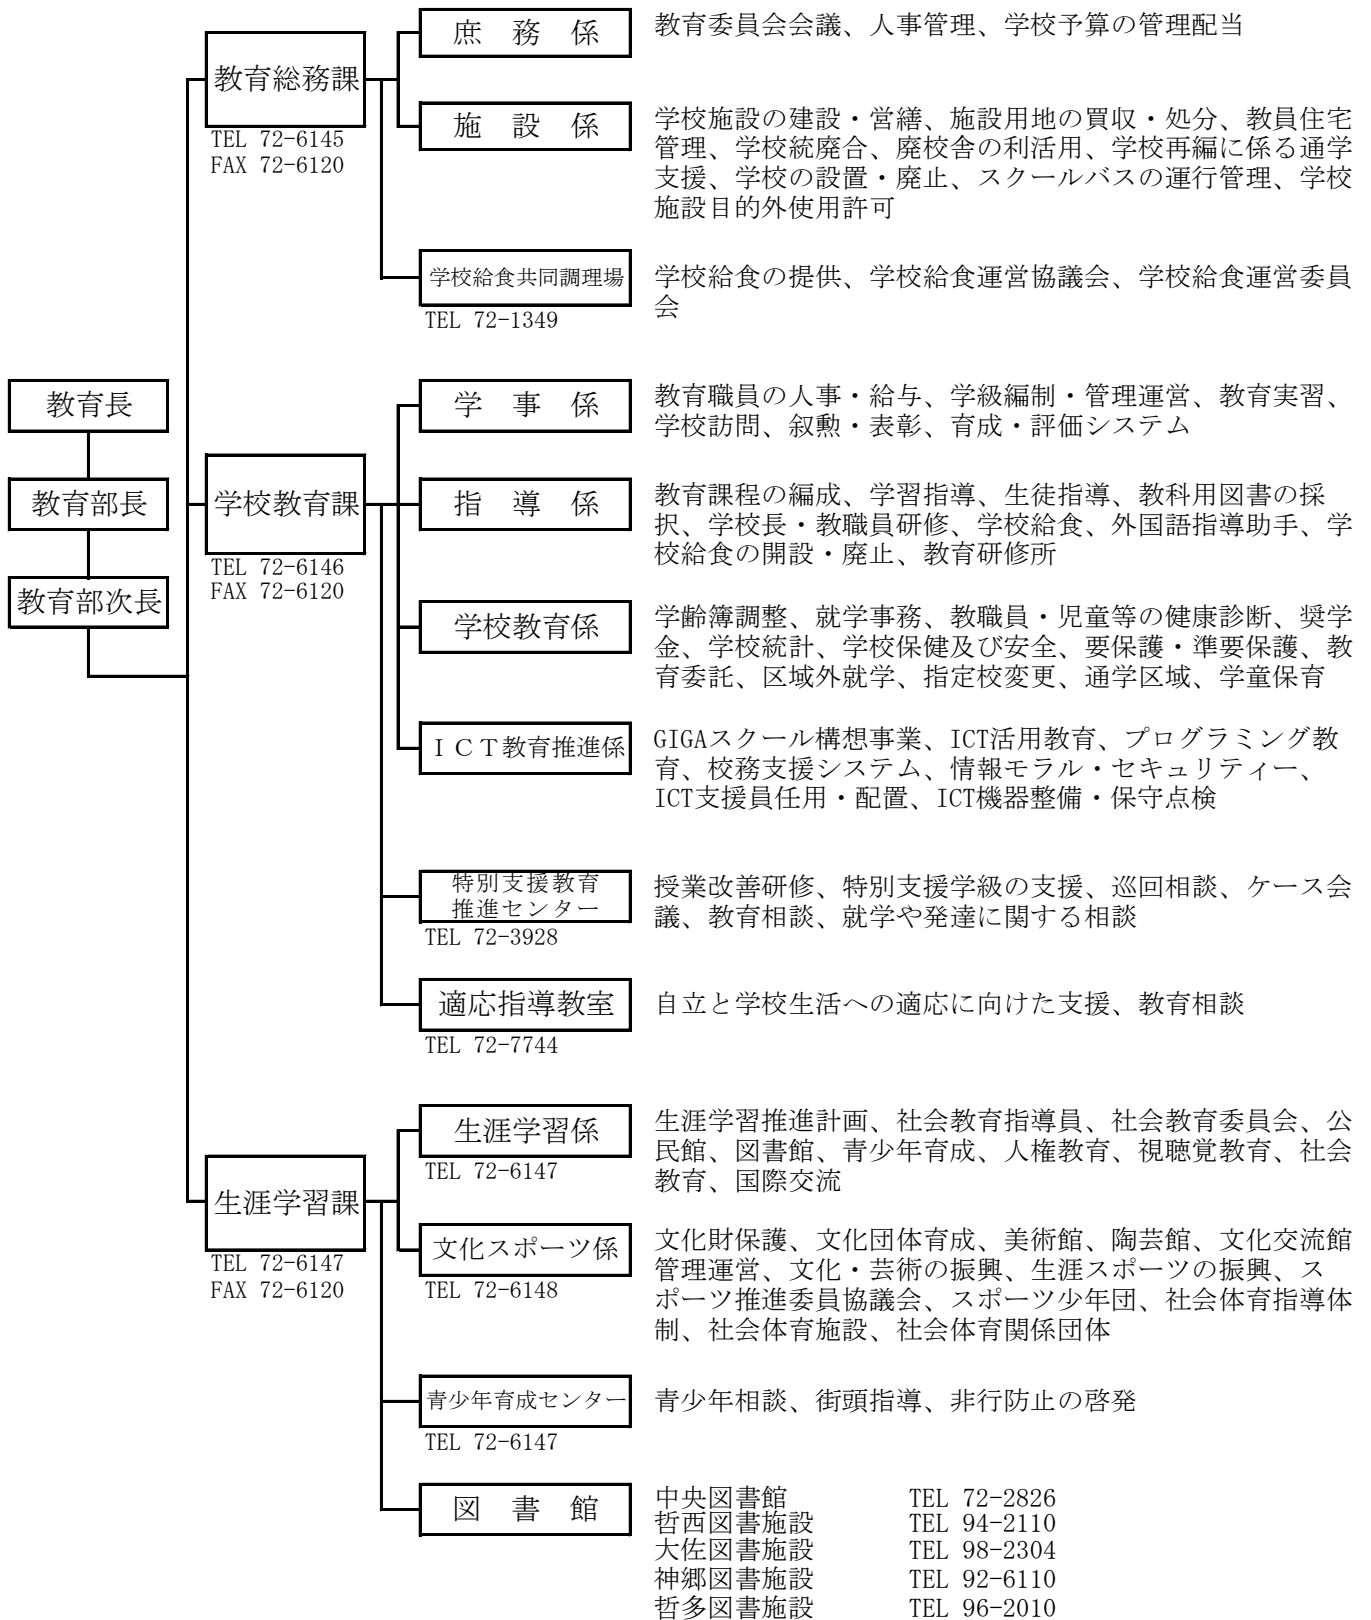 庶務係
教育委員会会議、人事管理、学校予算の管理配当
教育総務課
TEL 72-6145
FAX 72-6120
施設係
学校施設の建設・営繕、施設用地の買収・処分、教員住宅
管理、学校統廃合、廃校舎の利活用、学校再編に係る通学
支援、学校の設置・廃止、スクールバスの運行管理、学校
施設目的外使用許可
学校給食共同調理場
TEL 72-1349
学校給食の提供、学校給食運営協議会、学校給食運営委員
会
教育長
教育部長
教育部次長
学校教育課
TEL 72-6146
FAX 72-6120
学事係
教育職員の人事・給与、学級編制・管理運営、教育実習、
学校訪問、叙勲・表彰、育成・評価システム
指導係
教育課程の編成、学習指導、生徒指導、教科用図書の採
択、学校長・教職員研修、学校給食、外国語指導助手、学
校給食の開設・廃止、教育研修所
学校教育係
学齢簿調整、就学事務、教職員・児童等の健康診断、奨学
金、学校統計、学校保健及び安全、要保護・準要保護、教
育委託、区域外就学、指定校変更、通学区域、学童保育
ＩＣＴ教育推進係
GIGAスクール構想事業、ICT活用教育、プログラミング教
育、校務支援システム、情報モラル・セキュリティー、
ICT支援員任用・配置、ICT機器整備・保守点検
特別支援教育
推進センター
TEL 72-3928
授業改善研修、特別支援学級の支援、巡回相談、ケース会
議、教育相談、就学や発達に関する相談
適応指導教室
TEL 72-7744
自立と学校生活への適応に向けた支援、教育相談
生涯学習課
TEL 72-6147
FAX 72-6120
生涯学習係
TEL 72-6147
生涯学習推進計画、社会教育指導員、社会教育委員会、公
民館、図書館、青少年育成、人権教育、視聴覚教育、社会
教育、国際交流
文化スポーツ係
TEL 72-6148
文化財保護、文化団体育成、美術館、陶芸館、文化交流館
管理運営、文化・芸術の振興、生涯スポーツの振興、ス
ポーツ推進委員協議会、スポーツ少年団、社会体育指導体
制、社会体育施設、社会体育関係団体
青少年育成センター
TEL 72-6147
青少年相談、街頭指導、非行防止の啓発
図書館
中央図書館 TEL 72-2826
哲西図書施設 TEL 94-2110
大佐図書施設 TEL 98-2304
神郷図書施設 TEL 92-6110
哲多図書施設 TEL 96-2010